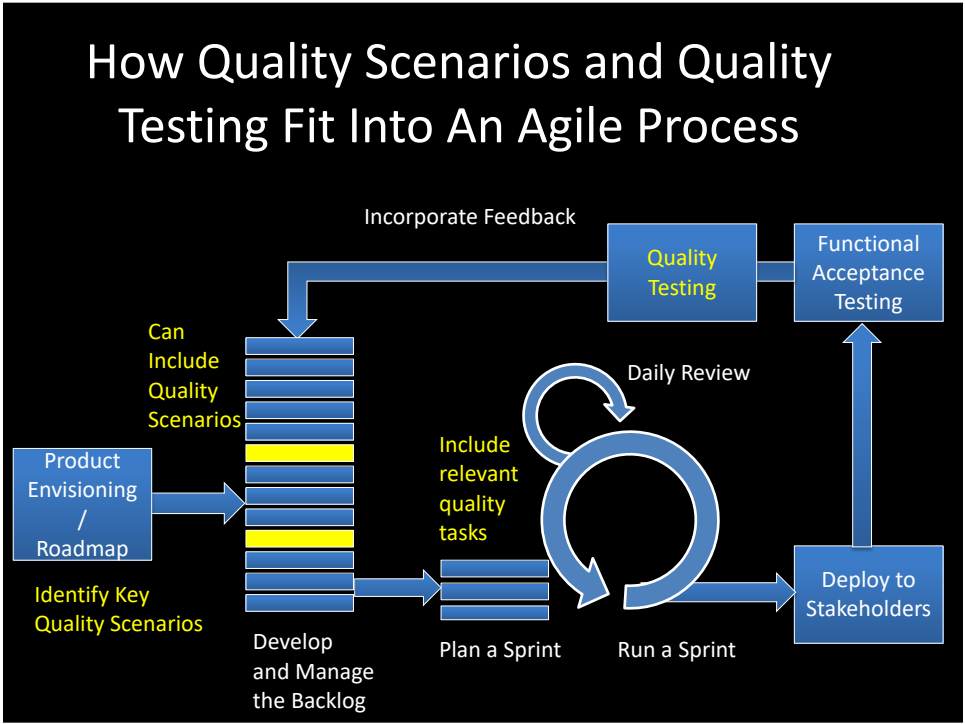 How Quality Scenarios and Quality
Testing Fit Into An Agile Process
Incorporate Feedback
Quality
Testing
Functional
Acceptance
Testing
Can
Include
Quality
Scenarios
Daily Review
Product
Envisioning
/
Roadmap
Include
relevant
quality
tasks
Identify Key
Quality Scenarios
Develop
and Manage
the Backlog
Plan a Sprint
Run a Sprint
Deploy to
Stakeholders